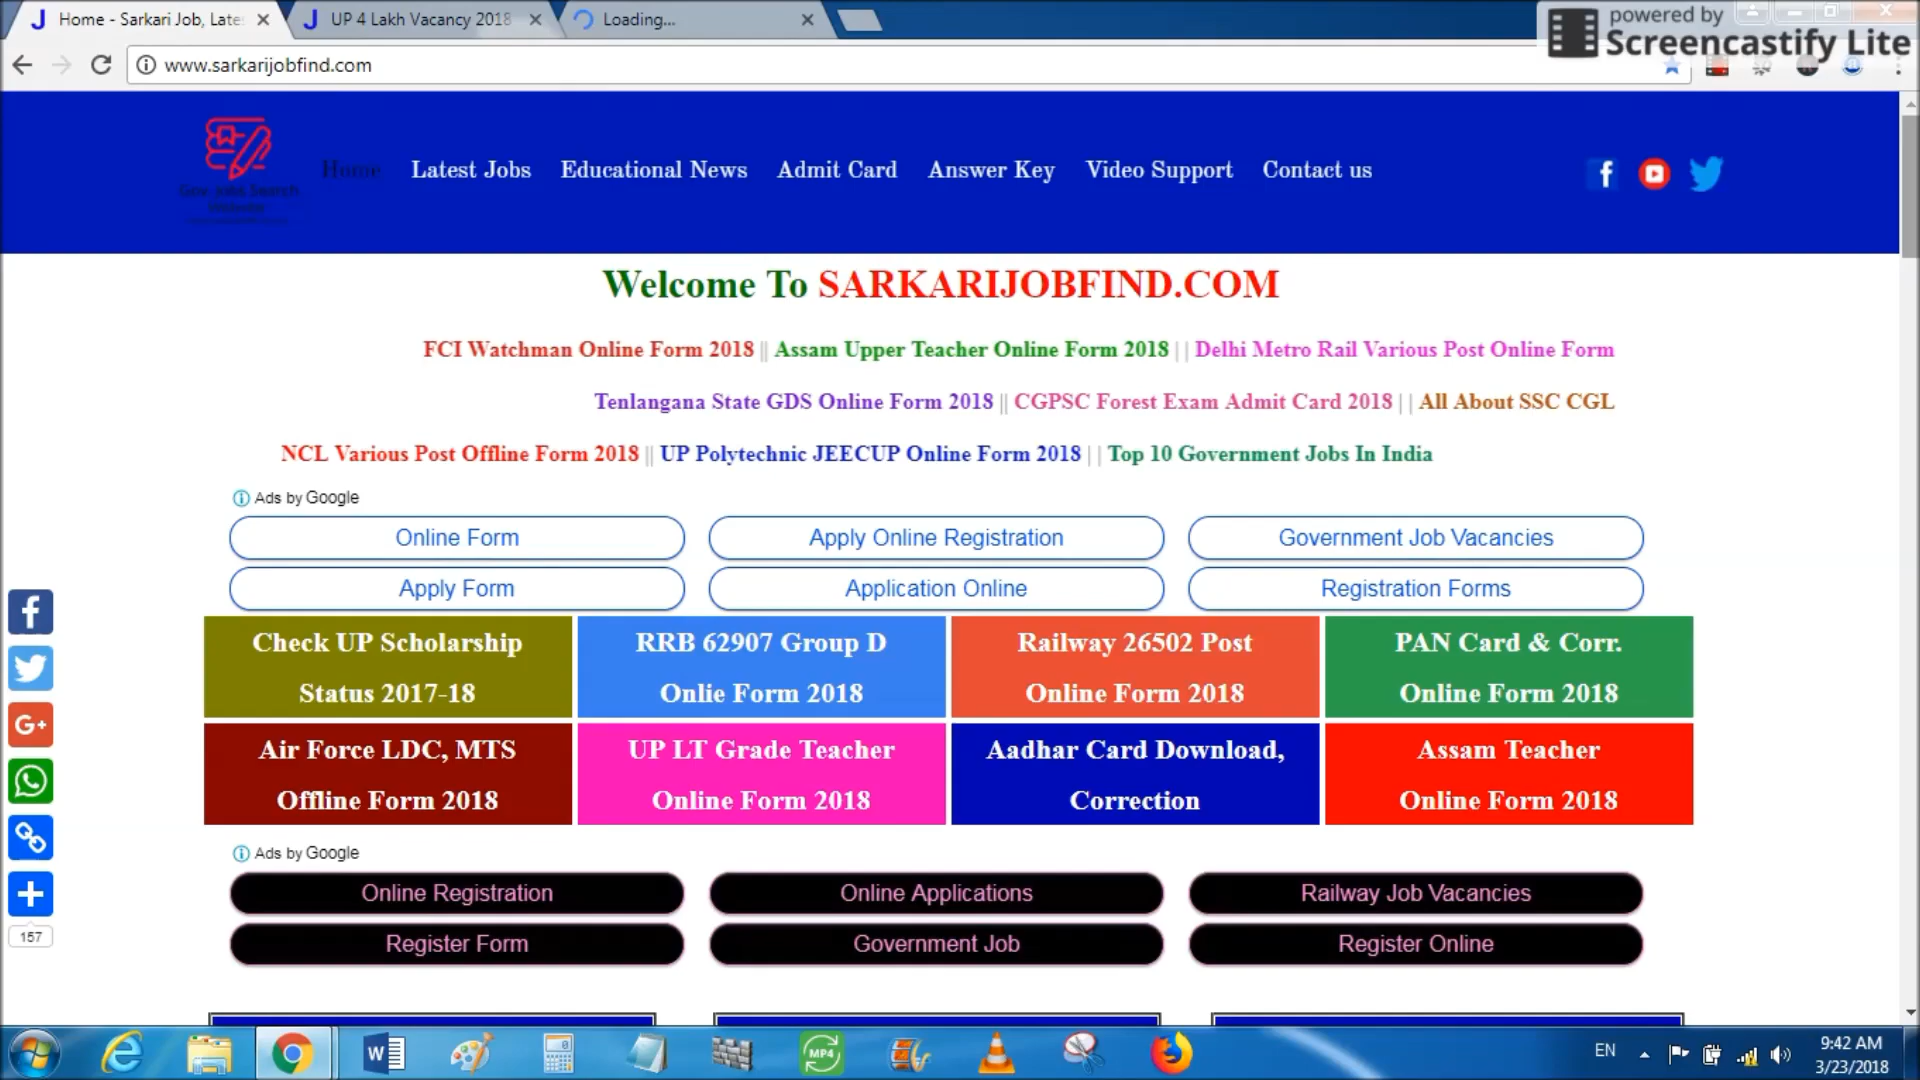 Home - Sarkari Job, Late
UP 4 Lakh Vacancy 2018
Loading...
powered by
Screencastify Lite
www.sarkarijobfind.com
Home
Latest Jobs
Educational News
Admit Card
Answer Key
Video Support
Contact us
Welcome To SARKARIJOBFIND.COM
FCI Watchman Online Form 2018 || Assam Upper Teacher Online Form 2018 || Delhi Metro Rail Various Post Online Form
Tenlangana State GDS Online Form 2018 || CGPSC Forest Exam Admit Card 2018 || All About SSC CGL
NCL Various Post Offline Form 2018 || UP Polytechnic JEECUP Online Form 2018 || Top 10 Government Jobs In India
Ads by Google
Online Form
Apply Online Registration
Government Job Vacancies
Apply Form
Application Online
Registration Forms
Check UP Scholarship
Status 2017-18
RRB 62907 Group D
Onlie Form 2018
Railway 26502 Post
Online Form 2018
PAN Card & Corr.
Online Form 2018
Air Force LDC, MTS
Offline Form 2018
UP LT Grade Teacher
Online Form 2018
Aadhar Card Download,
Correction
Assam Teacher
Online Form 2018
157
Ads by Google
Online Registration
Online Applications
Railway Job Vacancies
Register Form
Government Job
Register Online
EN
9:42 AM
3/23/2018